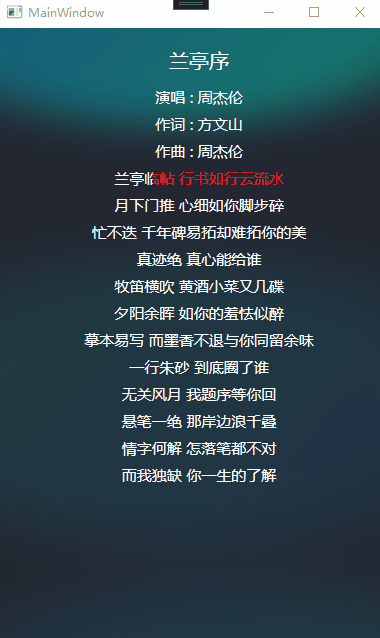 MainWindow
兰亭序
演唱 : 周杰伦
作词 : 方文山
作曲 : 周杰伦
兰亭临帖 行书如行云流水
月下门推 心细如你脚步碎
忙不迭 千年碑易拓却难拓你的美
真迹绝 真心能给谁
牧笛横吹 黄酒小菜又几碟
夕阳余晖 如你的羞怯似醉
摹本易写 而墨香不退与你同留余味
一行朱砂 到底圈了谁
无关风月 我题序等你回
悬笔一绝 那岸边浪千叠
情字何解 怎落笔都不对
而我独缺 你一生的了解